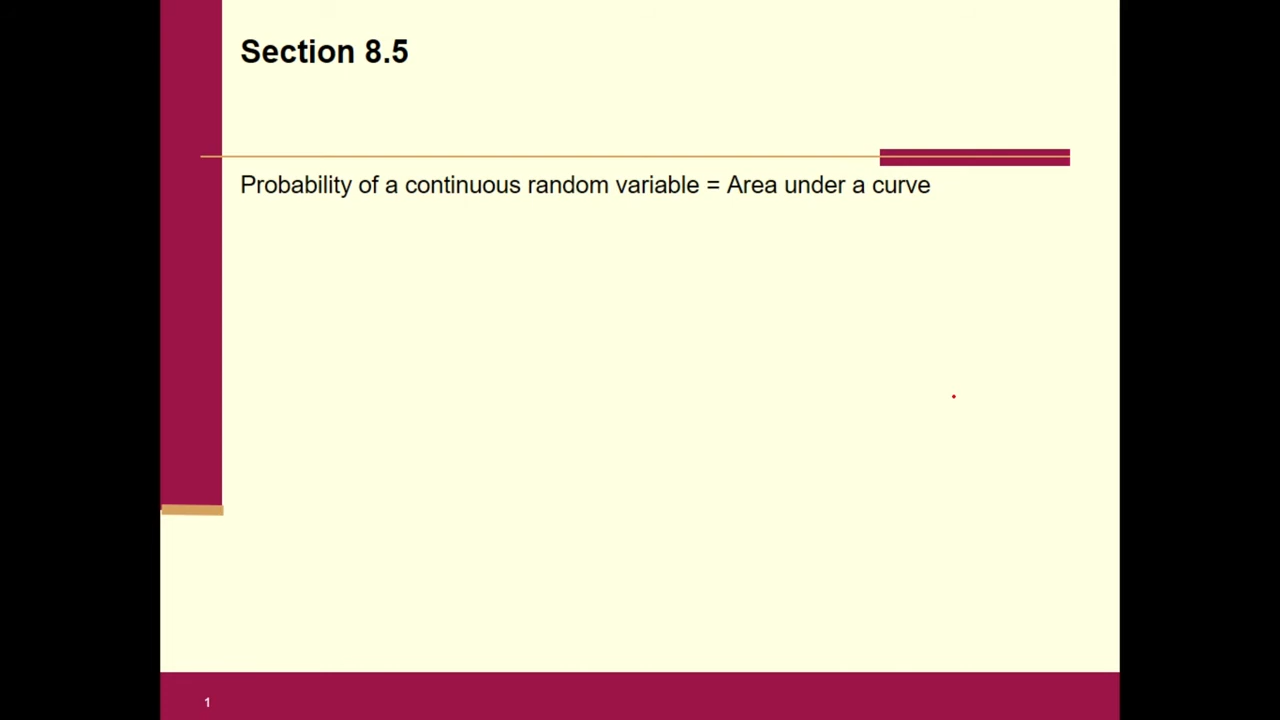 Section 8.5
Probability of a continuous random variable = Area under a curve
1